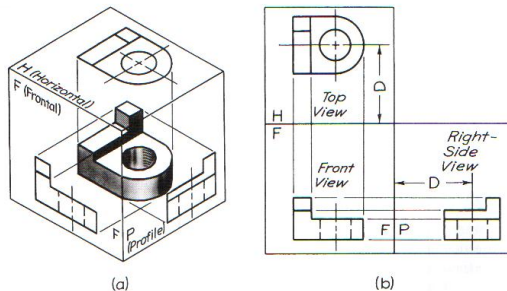 H (Horizontal)
F (Frontal)
F
P
(Profile)
(a)
Top
View
D
H
F
Front
View
Right-
Side
View
D
F
P
(b)